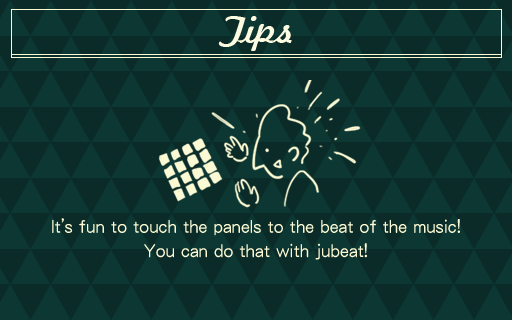 Tips
It's fun to touch the panels to the beat of the music!
You can do that with jubeat!